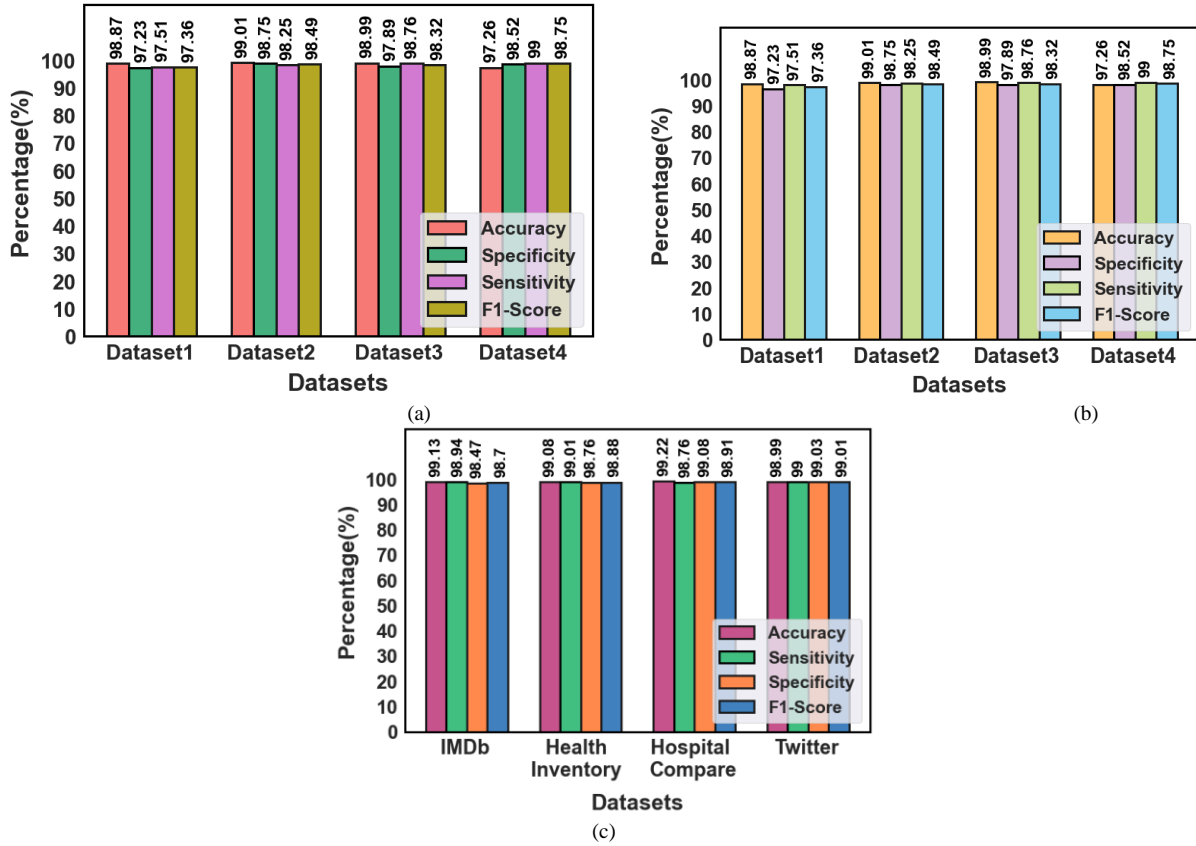 98.87 97.23 97.51 97.36 99.01 98.75 98.25 98.49 98.99 97.89 98.76 98.32 97.26 98.52 99 98.75
Percentage(%)
100
90
80
70
60
50
40
30
20
10
0
Accuracy
Specificity
Sensitivity
F1-Score
Dataset1 Dataset2 Dataset3 Dataset4
Datasets
(a)
98.87 97.23 97.51 97.36 99.01 98.75 98.25 98.49 98.99 97.89 98.76 98.32 97.26 98.52 99 98.75
Percentage(%)
100
90
80
70
60
50
40
30
20
10
0
Accuracy
Specificity
Sensitivity
F1-Score
Dataset1 Dataset2 Dataset3 Dataset4
Datasets
(b)
99.13 98.94 98.47 98.7 99.08 99.01 98.76 98.88 99.22 98.76 99.08 98.91 98.99 99 99.03 99.01
Percentage(%)
100
90
80
70
60
50
40
30
20
10
0
Accuracy
Sensitivity
Specificity
F1-Score
IMDb Health Hospital Twitter
Inventory Compare
Datasets
(c)